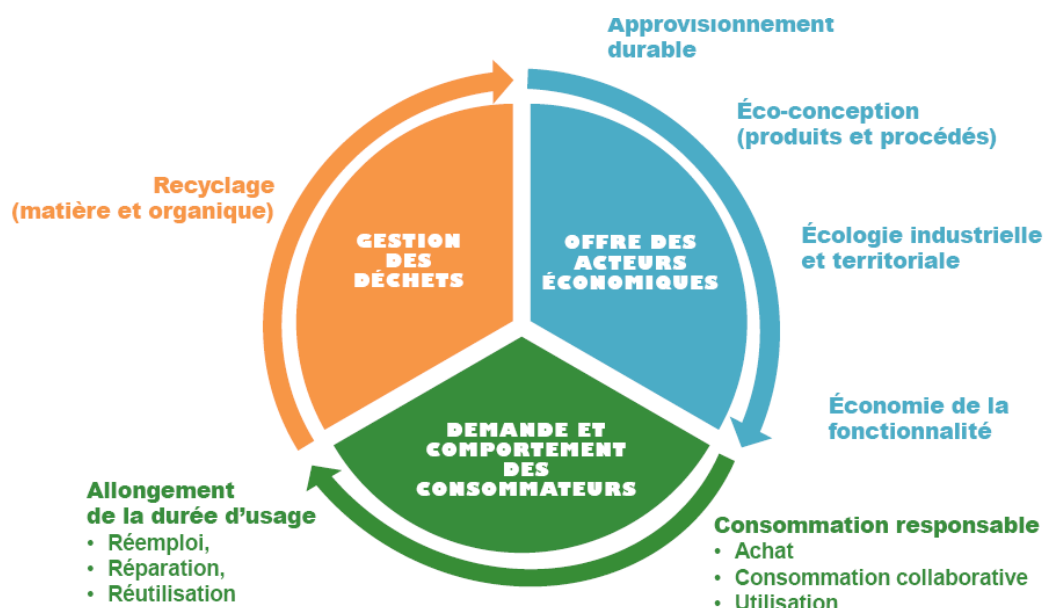 Approvisionnement
durable
Éco-conception
(produits et procédés)
Écologie industrielle
et territoriale
Économie de la
fonctionnalité
OFFRE DES
ACTEURS
ÉCONOMIQUES
Consommation responsable
• Achat
• Consommation collaborative
• Utilisation
DEMANDE ET
COMPORTEMENT
DES
CONSOMMATEURS
Allongement
de la durée d’usage
• Réemploi,
• Réparation,
• Réutilisation
GESTION
DES
DÉCHETS
Recyclage
(matière et organique)